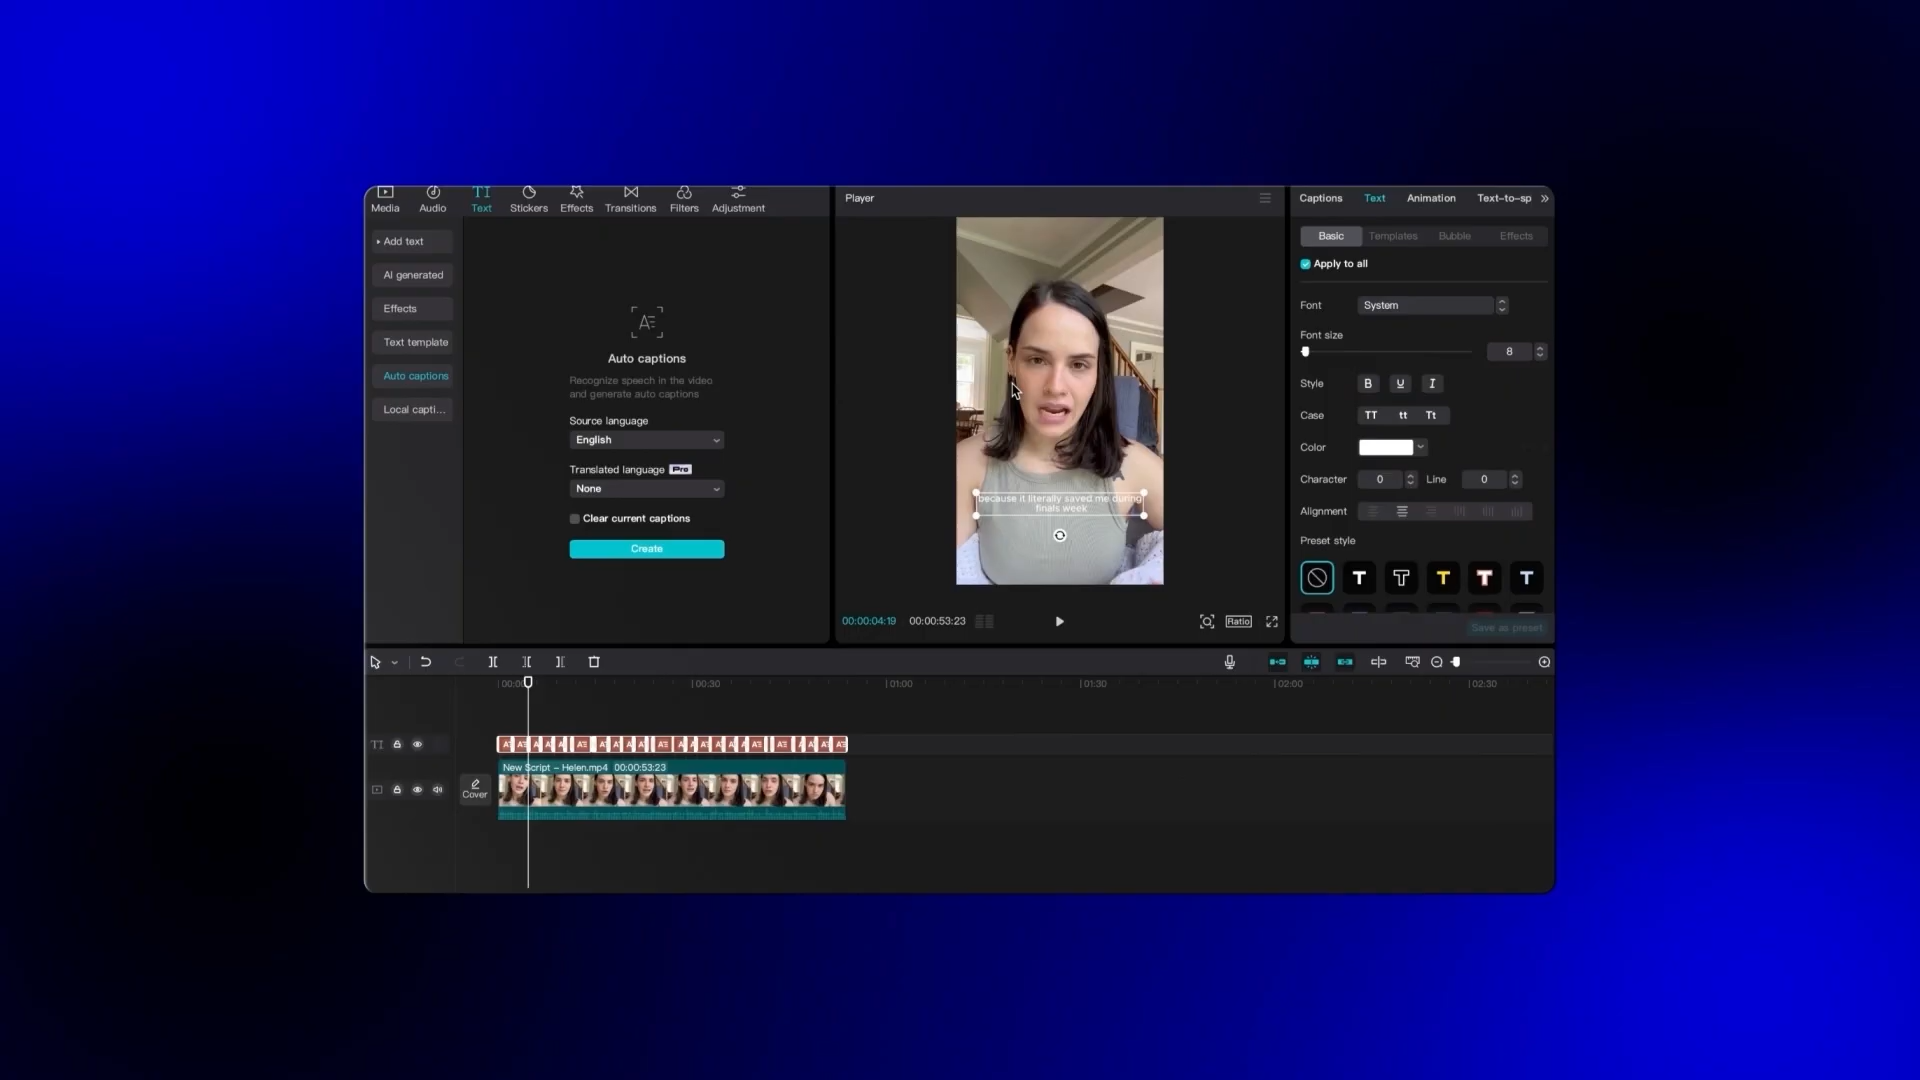 Media
Audio
TI
Text
Stickers
Effects
Transitions
Filters
Adjustment
Add text
AI generated
Effects
Text template
Auto captions
Local capti...
Auto captions
Recognize speech in the video
and generate auto captions
Source language
English
Translated language Pro
None
Clear current captions
Create
Player
because it literally saved me during
finals week
00:00:04:19 00:00:53:23
Ratio
Captions
Text
Animation
Text-to-sp
Basic
Templates
Bubble
Effects
Apply to all
Font System
Font size
8
Style B U I
Case TT tt Tt
Color
Character 0 Line 0
Alignment
Preset style
T T T T T
Save as preset
00:30 01:00 01:30 02:00 02:30
TI
New Script – Helen.mp4 00:00:53:23
Cover